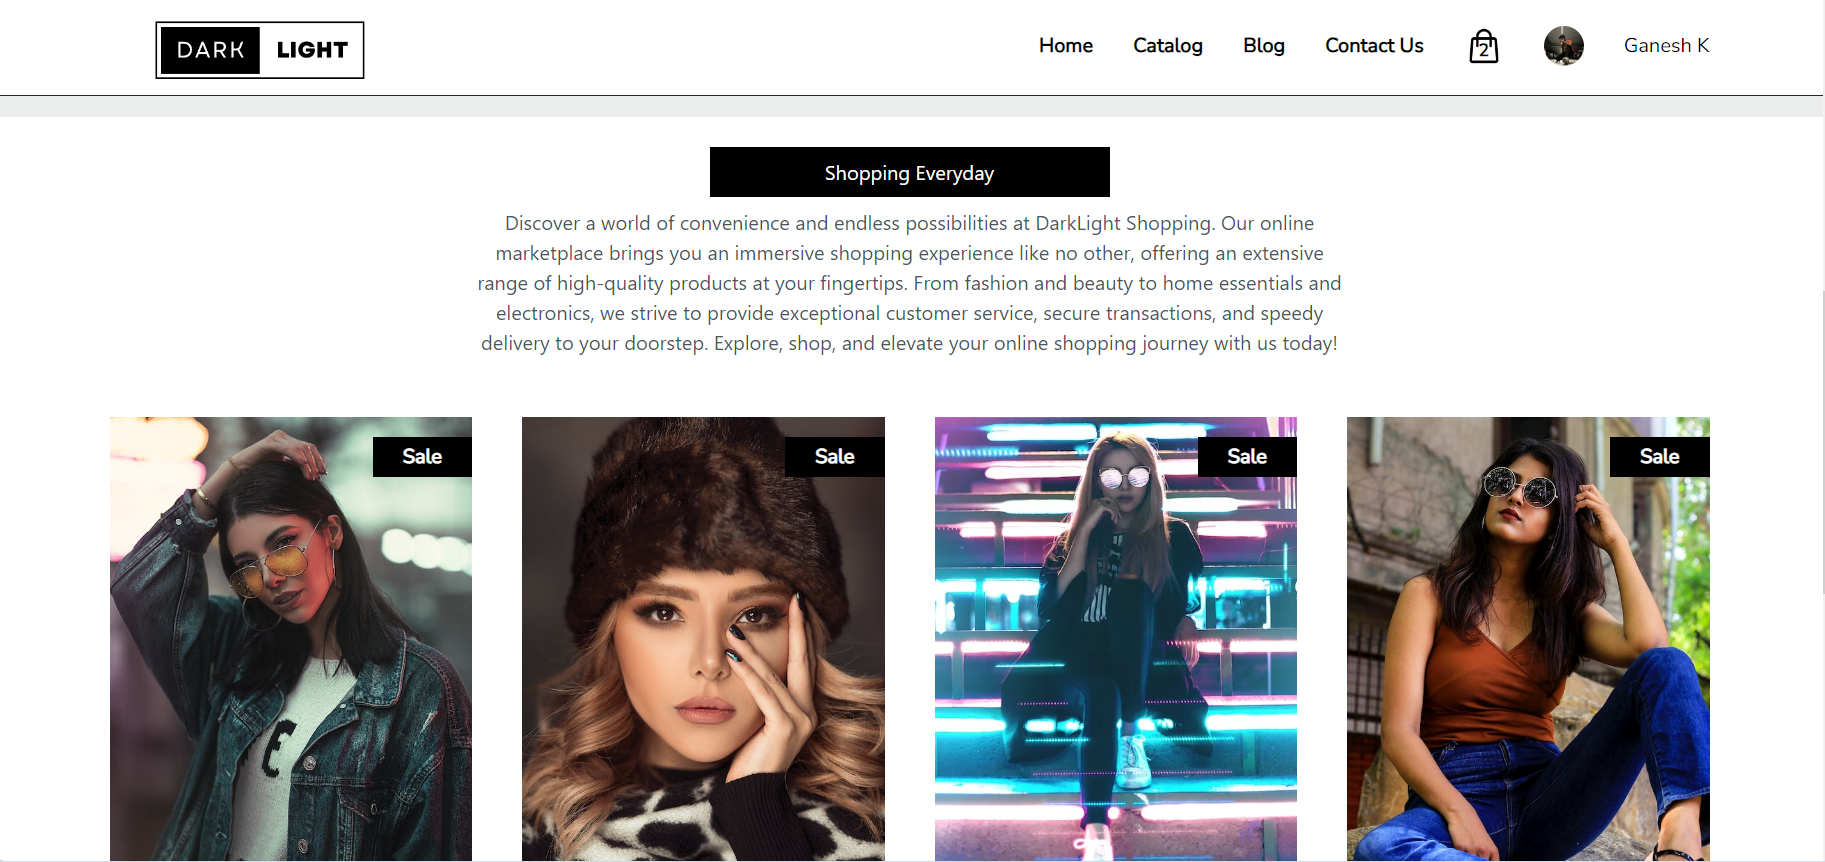 DARK LIGHT
Home Catalog Blog Contact Us 2 Ganesh K
Shopping Everyday
Discover a world of convenience and endless possibilities at DarkLight Shopping. Our online
marketplace brings you an immersive shopping experience like no other, offering an extensive
range of high-quality products at your fingertips. From fashion and beauty to home essentials and
electronics, we strive to provide exceptional customer service, secure transactions, and speedy
delivery to your doorstep. Explore, shop, and elevate your online shopping journey with us today!
Sale
Sale
Sale
Sale